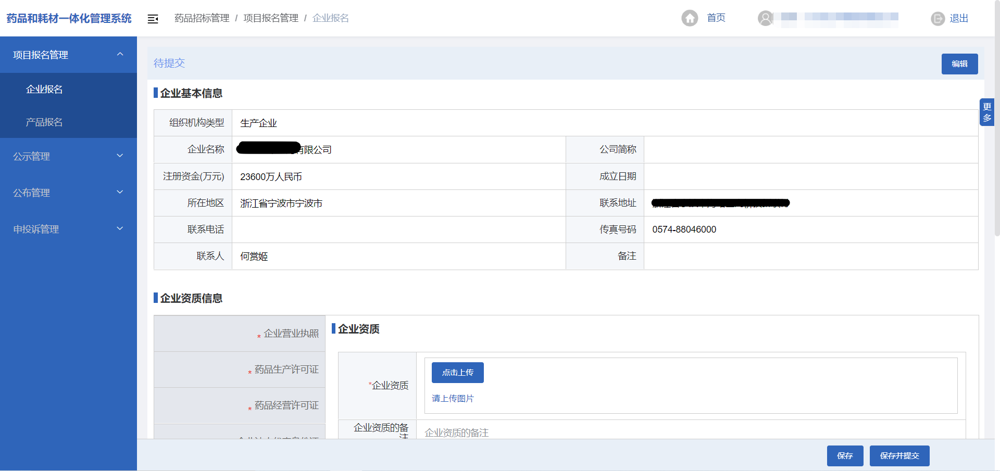 药品和耗材一体化管理系统
药品招标管理 / 项目报名管理 / 企业报名
首页
退出
项目报名管理
企业报名
产品报名
公示管理
公布管理
申投诉管理
待提交
编辑
更多
企业基本信息
组织机构类型 生产企业
企业名称 有限公司 公司简称
注册资金(万元) 23600万人民币 成立日期
所在地区 浙江省宁波市宁波市 联系地址
联系电话 传真号码 0574-88046000
联系人 何赏姬 备注
企业资质信息
* 企业营业执照
* 药品生产许可证
* 药品经营许可证
企业资质
*企业资质
点击上传
请上传图片
企业资质的备注
企业资质的备注
保存
保存并提交